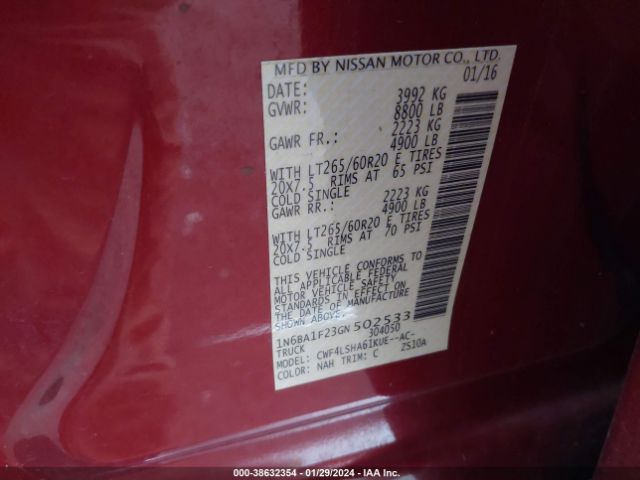 MFD BY NISSAN MOTOR CO., LTD.
DATE: 01/16
GVWR: 3992 KG
8800 LB
GAWR FR.: 2223 KG
4900 LB
WITH LT265/60R20 E TIRES
20X7.5 RIMS AT 65 PSI
COLD SINGLE
GAWR RR.: 2223 KG
4900 LB
WITH LT265/60R20 E TIRES
20X7.5 RIMS AT 70 PSI
COLD SINGLE
THIS VEHICLE CONFORMS TO
ALL APPLICABLE FEDERAL
MOTOR VEHICLE SAFETY
STANDARDS IN EFFECT ON
THE DATE OF MANUFACTURE
SHOWN ABOVE.
1N6BA1F23GN502533
TRUCK 304050
MODEL: CWF4LSHA61KUE--AC-
COLOR: NAH TRIM: C ZS10A
000-38632354 - 01/29/2024 - IAA Inc.